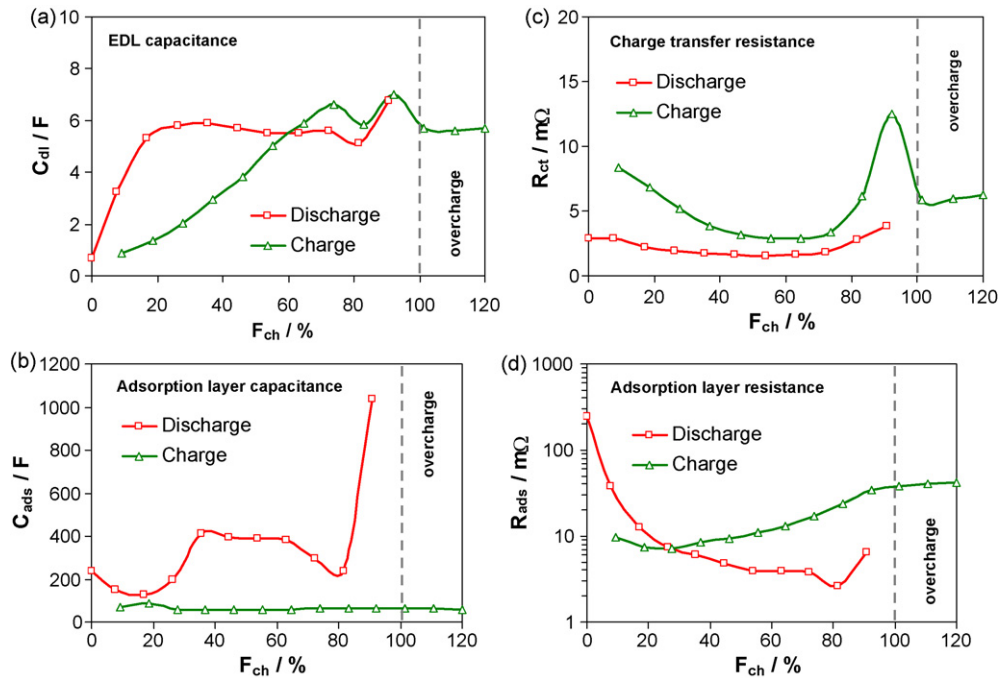 (a)
EDL capacitance
10
8
6
4
2
0
C_dl / F
Discharge
Charge
overcharge
0 20 40 60 80 100 120
F_ch / %
(c)
Charge transfer resistance
20
15
10
5
0
R_ct / mΩ
Discharge
Charge
overcharge
0 20 40 60 80 100 120
F_ch / %
(b)
Adsorption layer capacitance
1200
1000
800
600
400
200
0
C_ads / F
Discharge
Charge
overcharge
0 20 40 60 80 100 120
F_ch / %
(d)
Adsorption layer resistance
1000
100
10
1
R_ads / mΩ
Discharge
Charge
overcharge
0 20 40 60 80 100 120
F_ch / %